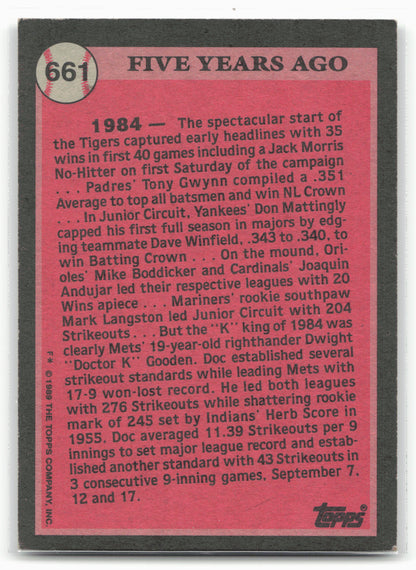 661
FIVE YEARS AGO
1984 — The spectacular start of
the Tigers captured early headlines with 35
wins in first 40 games including a Jack Morris
No-Hitter on first Saturday of the campaign
. . . Padres' Tony Gwynn compiled a .351
Average to top all batsmen and win NL Crown
. . . In Junior Circuit, Yankees' Don Mattingly
capped his first full season in majors by edg-
ing teammate Dave Winfield, .343 to .340, to
win Batting Crown . . . On the mound, Ori-
oles' Mike Boddicker and Cardinals' Joaquin
Andujar led their respective leagues with 20
Wins apiece . . . Mariners' rookie southpaw
Mark Langston led Junior Circuit with 204
Strikeouts . . . But the "K" king of 1984 was
clearly Mets' 19-year-old righthander Dwight
"Doctor K" Gooden. Doc established several
strikeout standards while leading Mets with
17-9 won-lost record. He led both leagues
with 276 Strikeouts while shattering rookie
mark of 245 set by Indians' Herb Score in
1955. Doc averaged 11.39 Strikeouts per 9
innings to set major league record and estab-
lished another standard with 43 Strikeouts in
3 consecutive 9-inning games, September 7,
12 and 17.
F* © 1989 THE TOPPS COMPANY, INC.
topps®